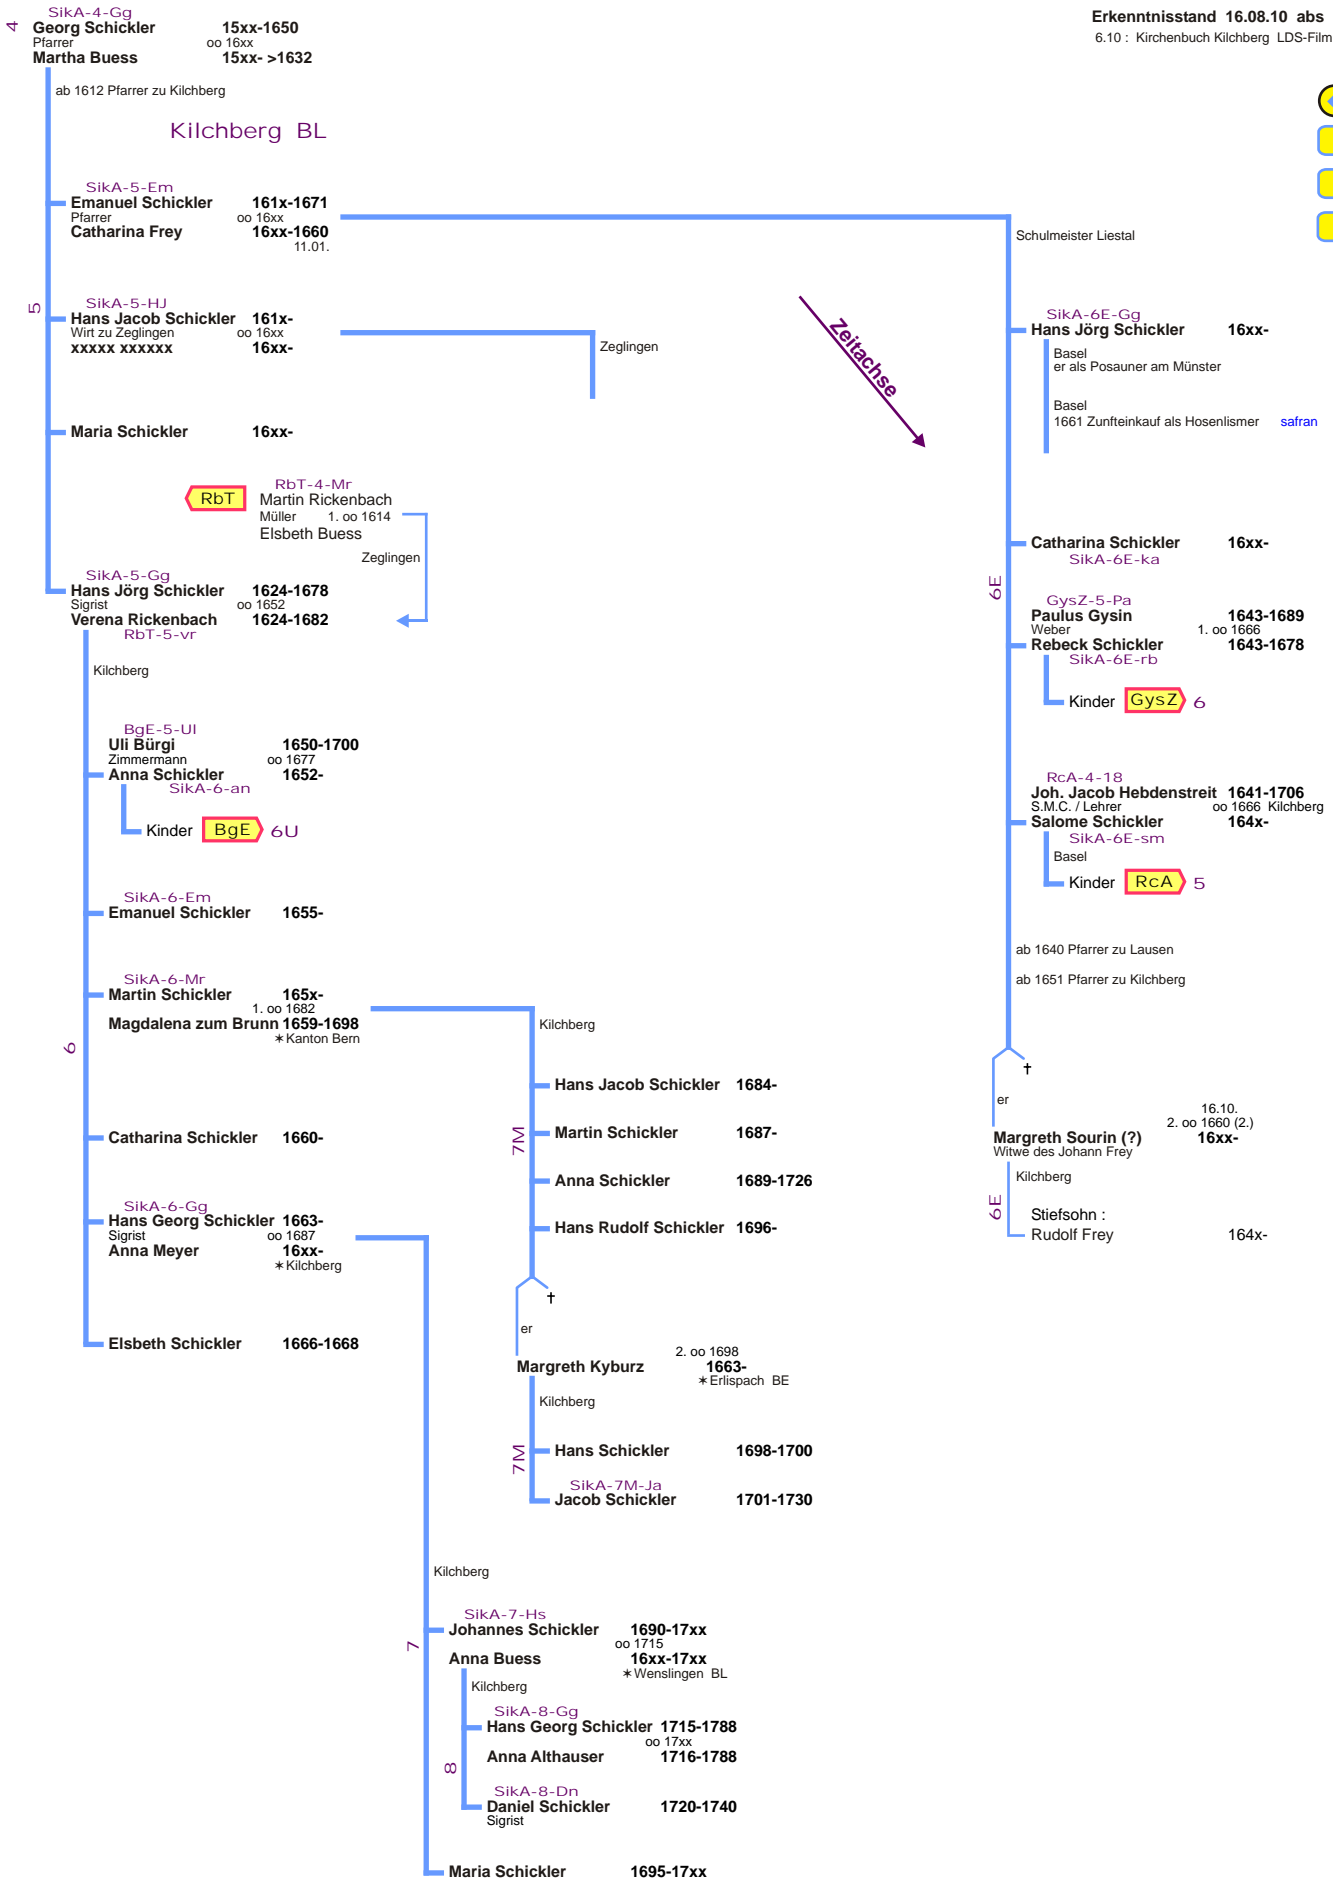 SikA-4-Gg
4
Georg Schickler 15xx-1650
Pfarrer oo 16xx
Martha Buess 15xx- >1632
ab 1612 Pfarrer zu Kilchberg
Erkenntnisstand 16.08.10 abs
6.10 : Kirchenbuch Kilchberg LDS-Film
Kilchberg BL
SikA-5-Em
Emanuel Schickler 161x-1671
Pfarrer oo 16xx
Catharina Frey 16xx-1660
11.01.
5
SikA-5-HJ
Hans Jacob Schickler 161x-
Wirt zu Zeglingen oo 16xx
xxxxx xxxxxx 16xx-
Zeglingen
Maria Schickler 16xx-
RbT
RbT-4-Mr
Martin Rickenbach
Müller 1. oo 1614
Elsbeth Buess
Zeglingen
SikA-5-Gg
Hans Jörg Schickler 1624-1678
Sigrist oo 1652
Verena Rickenbach 1624-1682
RbT-5-vr
Kilchberg
BgE-5-Ul
Uli Bürgi 1650-1700
Zimmermann oo 1677
Anna Schickler 1652-
SikA-6-an
Kinder BgE 6U
SikA-6-Em
Emanuel Schickler 1655-
SikA-6-Mr
Martin Schickler 165x-
1. oo 1682
Magdalena zum Brunn 1659-1698
✶Kanton Bern
6
Catharina Schickler 1660-
SikA-6-Gg
Hans Georg Schickler 1663-
Sigrist oo 1687
Anna Meyer 16xx-
✶Kilchberg
Elsbeth Schickler 1666-1668
Zeitachse
Schulmeister Liestal
SikA-6E-Gg
Hans Jörg Schickler 16xx-
Basel
er als Posauner am Münster
Basel
1661 Zunfteinkauf als Hosenlismer safran
Catharina Schickler 16xx-
SikA-6E-ka
6E
GysZ-5-Pa
Paulus Gysin 1643-1689
Weber 1. oo 1666
Rebeck Schickler 1643-1678
SikA-6E-rb
Kinder GysZ 6
RcA-4-18
Joh. Jacob Hebdenstreit 1641-1706
S.M.C. / Lehrer oo 1666 Kilchberg
Salome Schickler 164x-
SikA-6E-sm
Basel
Kinder RcA 5
ab 1640 Pfarrer zu Lausen
ab 1651 Pfarrer zu Kilchberg
†
er
16.10.
2. oo 1660 (2.)
Margreth Sourin (?) 16xx-
Witwe des Johann Frey
Kilchberg
6E
Stiefsohn :
Rudolf Frey 164x-
Kilchberg
Hans Jacob Schickler 1684-
7M
Martin Schickler 1687-
Anna Schickler 1689-1726
Hans Rudolf Schickler 1696-
†
er
2. oo 1698
Margreth Kyburz 1663-
✶Erlispach BE
Kilchberg
7M
Hans Schickler 1698-1700
SikA-7M-Ja
Jacob Schickler 1701-1730
Kilchberg
7
SikA-7-Hs
Johannes Schickler 1690-17xx
oo 1715
Anna Buess 16xx-17xx
✶Wenslingen BL
Kilchberg
SikA-8-Gg
Hans Georg Schickler 1715-1788
oo 17xx
Anna Althauser 1716-1788
8
SikA-8-Dn
Daniel Schickler 1720-1740
Sigrist
Maria Schickler 1695-17xx